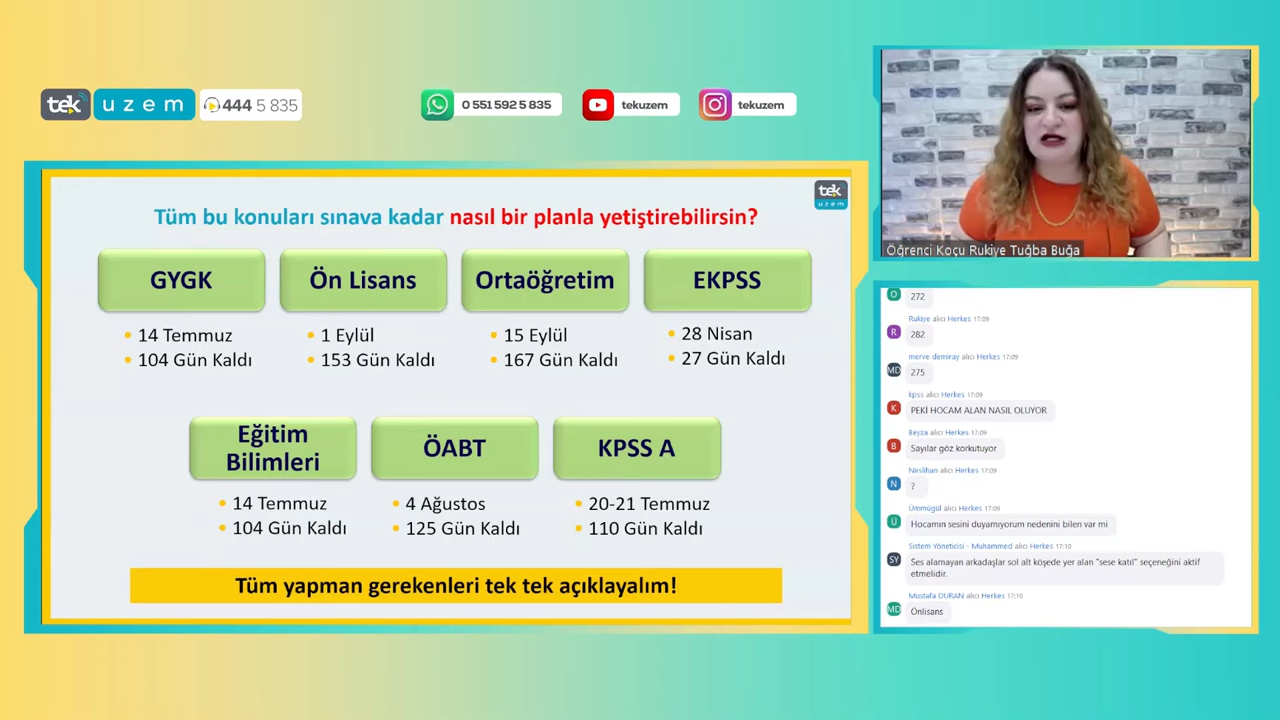 tek uzem 444 5 835
0 551 592 5 835
tekuzem
tekuzem
tek
uzem
Tüm bu konuları sınava kadar nasıl bir planla yetiştirebilirsin?
GYGK
• 14 Temmuz
• 104 Gün Kaldı
Ön Lisans
• 1 Eylül
• 153 Gün Kaldı
Ortaöğretim
• 15 Eylül
• 167 Gün Kaldı
EKPSS
• 28 Nisan
• 27 Gün Kaldı
Eğitim
Bilimleri
• 14 Temmuz
• 104 Gün Kaldı
ÖABT
• 4 Ağustos
• 125 Gün Kaldı
KPSS A
• 20-21 Temmuz
• 110 Gün Kaldı
Tüm yapman gerekenleri tek tek açıklayalım!
Öğrenci Koçu Rukiye Tuğba Buğa
O
272
Rukiye alıcı Herkes 17:09
R
282
merve demiray alıcı Herkes 17:09
MD
275
kpss alıcı Herkes 17:09
K
PEKİ HOCAM ALAN NASIL OLUYOR
Beyza alıcı Herkes 17:09
B
Sayılar göz korkutuyor
Neslihan alıcı Herkes 17:09
N
?
Ümmügül alıcı Herkes 17:09
Ü
Hocamın sesini duyamıyorum nedenini bilen var mi
Sistem Yöneticisi - Muhammed alıcı Herkes 17:10
SY
Ses alamayan arkadaşlar sol alt köşede yer alan "sese katıl" seçeneğini aktif
etmelidir.
Mustafa DURAN alıcı Herkes 17:10
MD
Önlisans